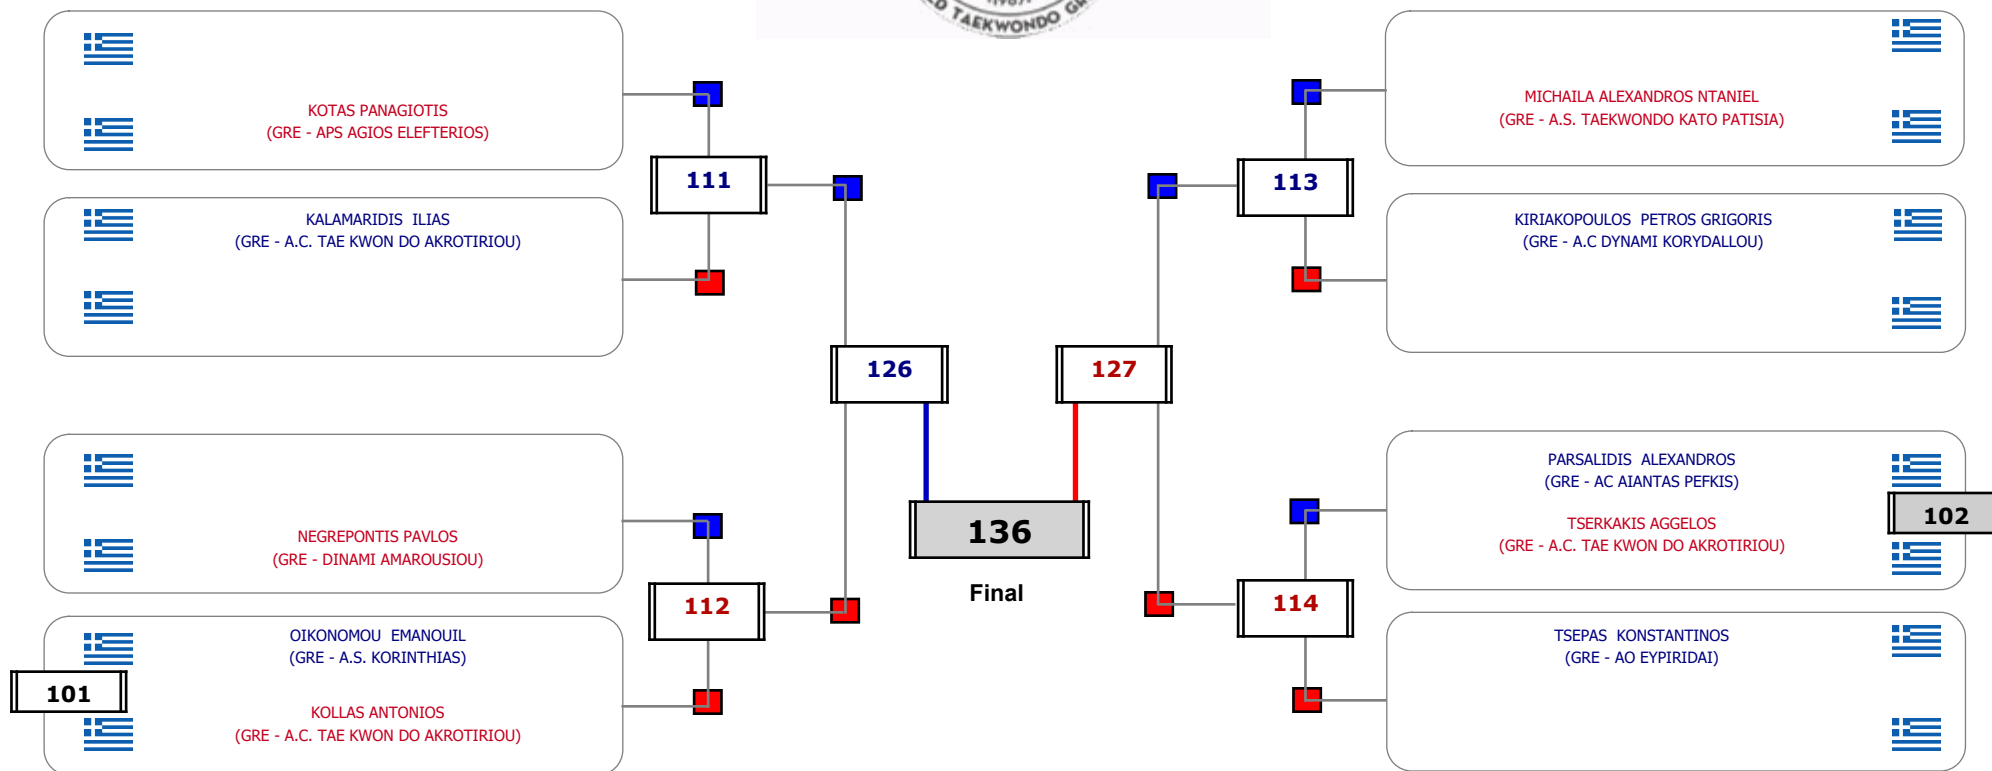 TAEKWONDO
KOTAS PANAGIOTIS
(GRE - APS AGIOS ELEFTERIOS)
KALAMARIDIS ILIAS
(GRE - A.C. TAE KWON DO AKROTIRIOU)
111
126
NEGREPONTIS PAVLOS
(GRE - DINAMI AMAROUSIOU)
112
OIKONOMOU EMANOUIL
(GRE - A.S. KORINTHIAS)
101
KOLLAS ANTONIOS
(GRE - A.C. TAE KWON DO AKROTIRIOU)
136
Final
MICHAILA ALEXANDROS NTANIEL
(GRE - A.S. TAEKWONDO KATO PATISIA)
113
KIRIAKOPOULOS PETROS GRIGORIS
(GRE - A.C DYNAMI KORYDALLOU)
127
PARSALIDIS ALEXANDROS
(GRE - AC AIANTAS PEFKIS)
102
TSERKAKIS AGGELOS
(GRE - A.C. TAE KWON DO AKROTIRIOU)
114
TSEPAS KONSTANTINOS
(GRE - AO EYPIRIDAI)